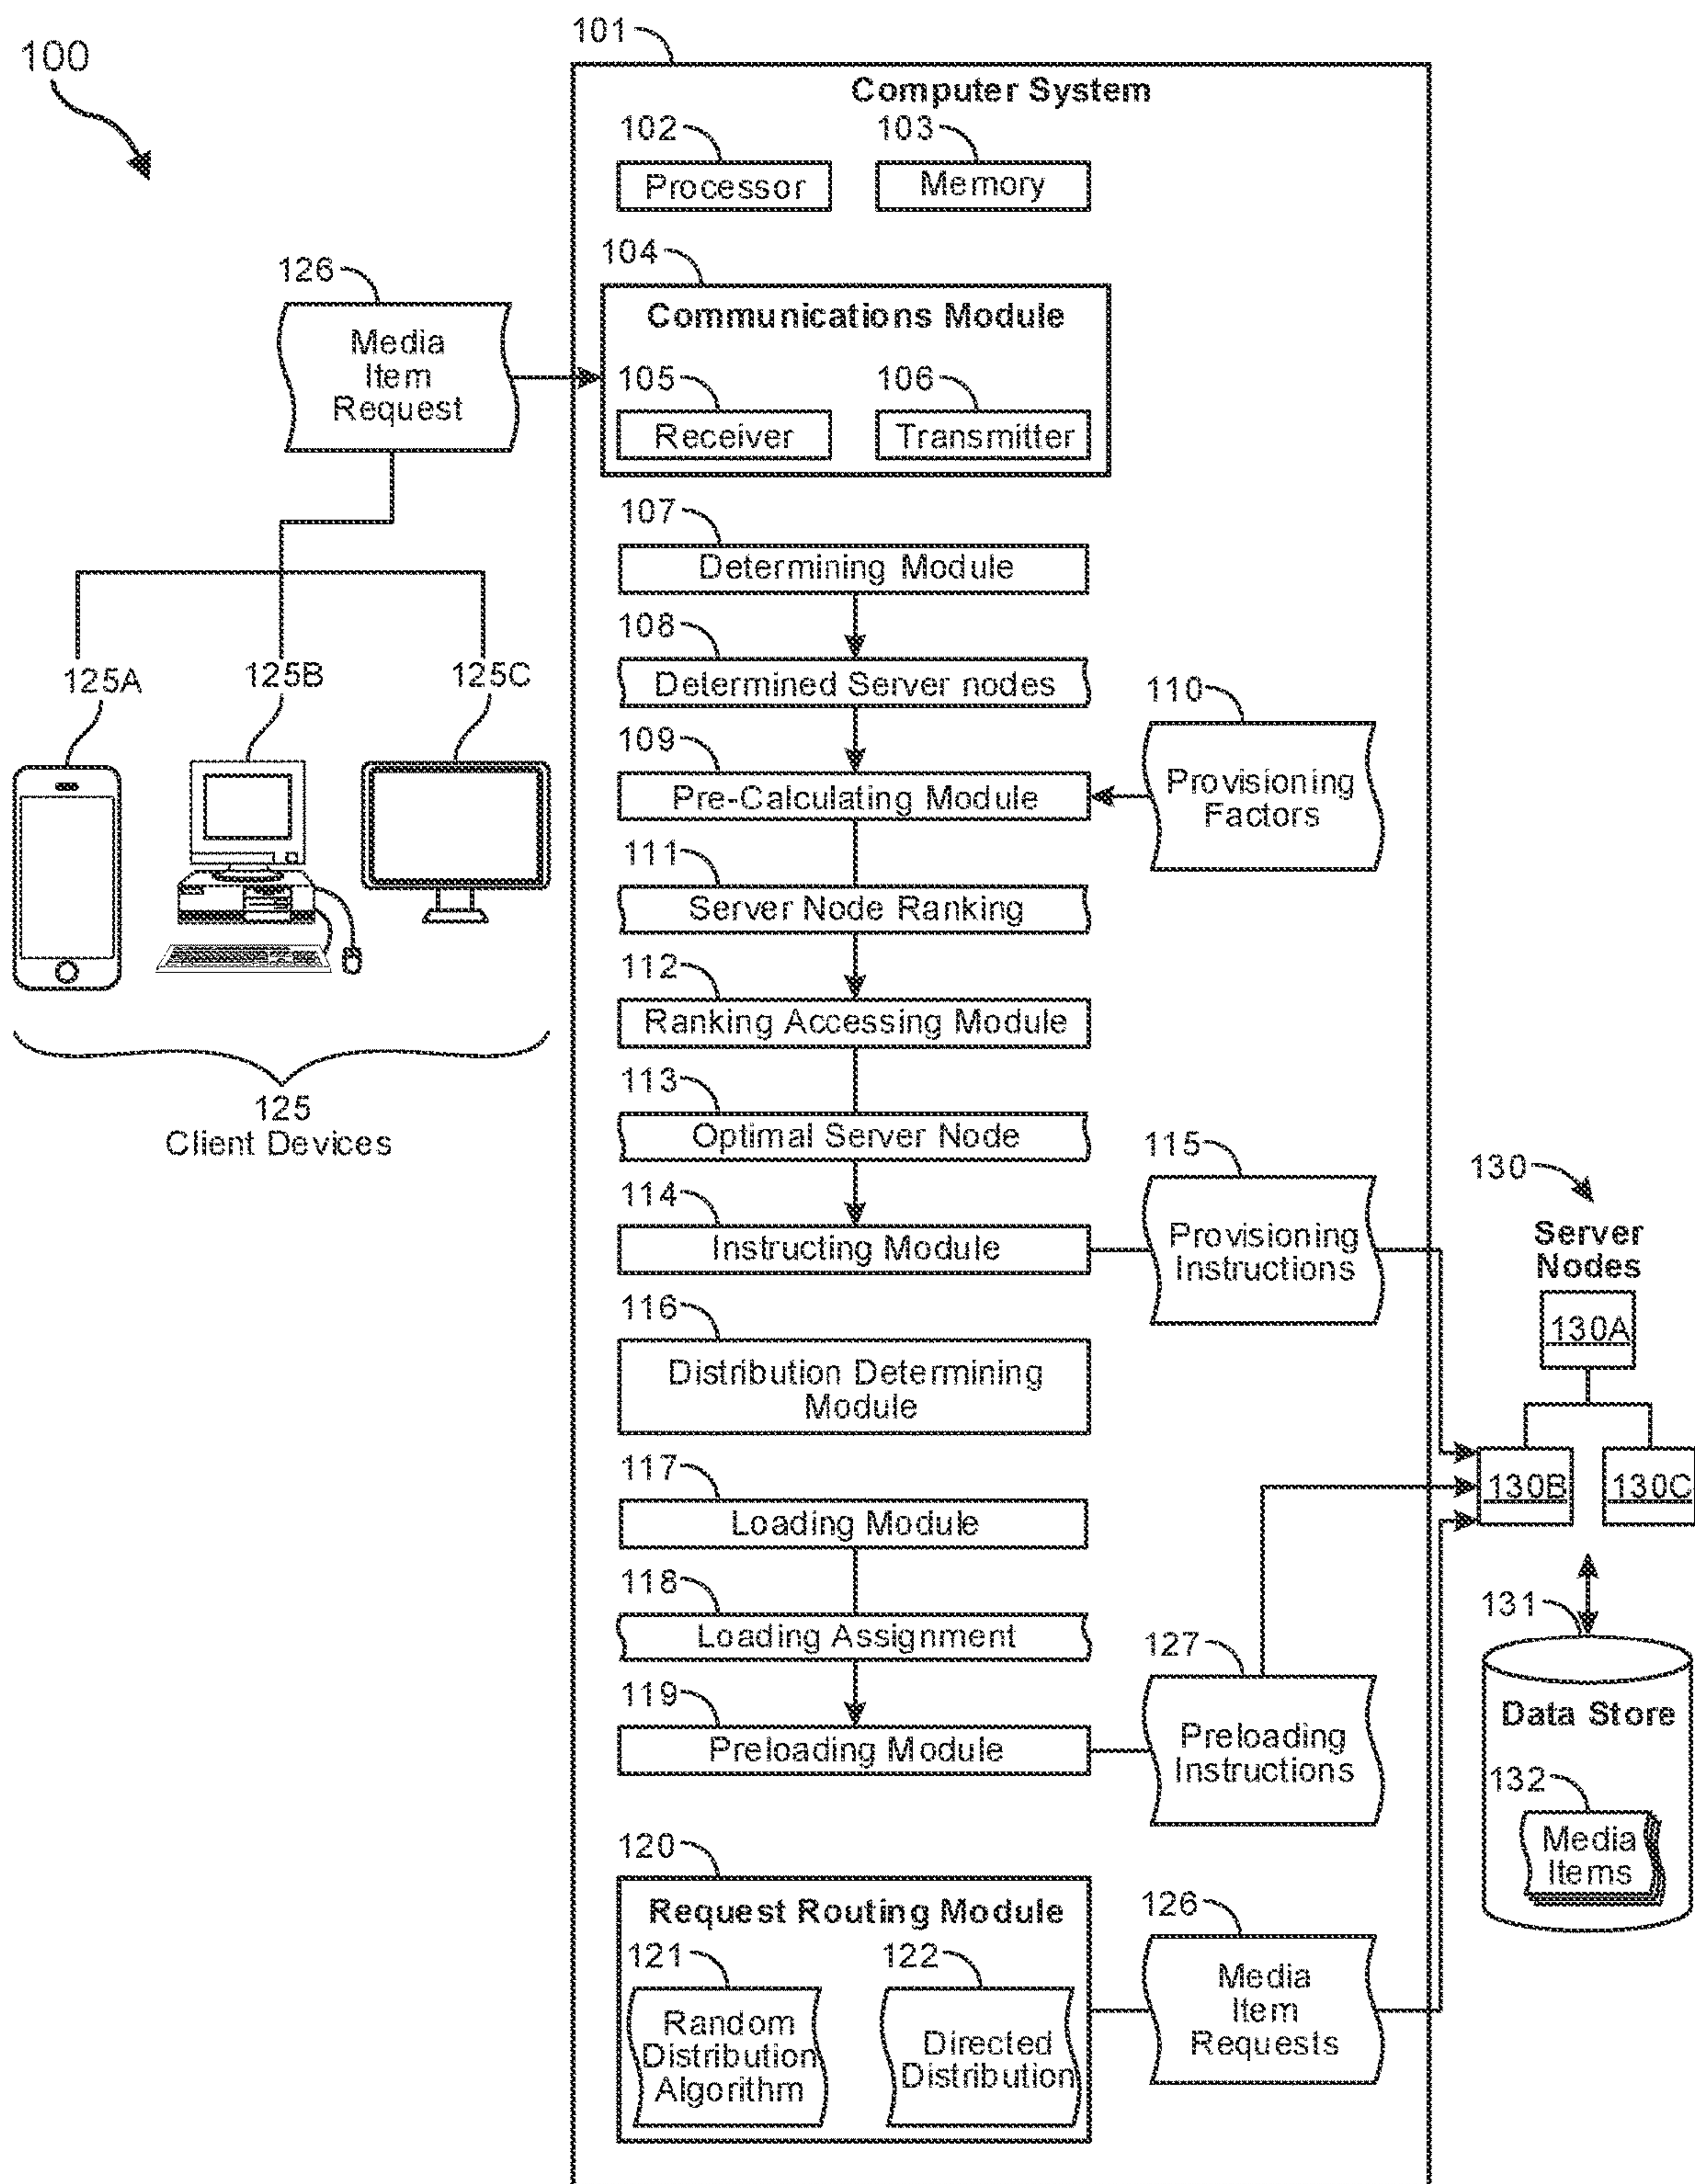 100
101
Computer System
102
103
Processor
Memory
104
126
Communications Module
Media
Item
Request
105
106
Receiver
Transmitter
107
Determining Module
108
125A
125B
125C
Determined Server nodes
110
109
Pre-Calculating Module
Provisioning
Factors
111
Server Node Ranking
112
Ranking Accessing Module
113
125
Client Devices
Optimal Server Node
115
130
114
Instructing Module
Provisioning
Instructions
Server
Nodes
116
130A
Distribution Determining
Module
117
130B
130C
Loading Module
118
131
Loading Assignment
127
119
Data Store
Preloading Module
Preloading
Instructions
132
Media
Items
120
Request Routing Module
126
121
122
Media
Item
Requests
Random
Distribution
Algorithm
Directed
Distribution